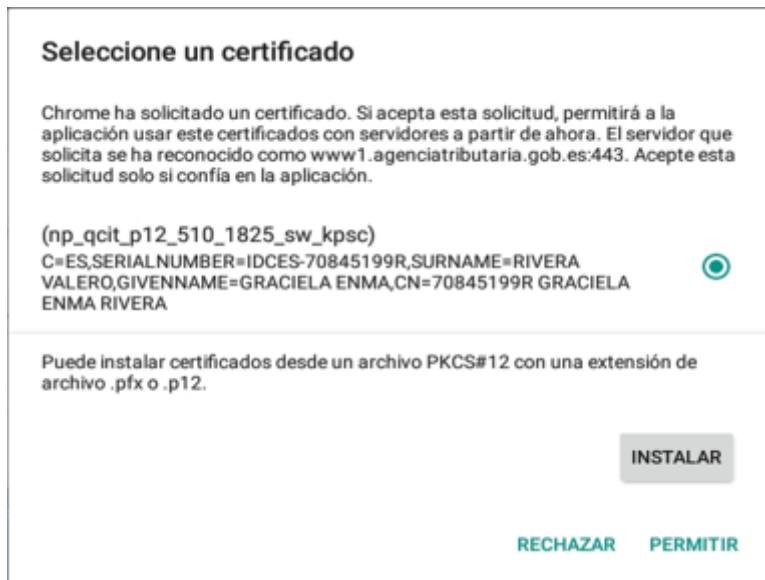 Seleccione un certificado
Chrome ha solicitado un certificado. Si acepta esta solicitud, permitirá a la
aplicación usar este certificados con servidores a partir de ahora. El servidor que
solicita se ha reconocido como www1.agenciatributaria.gob.es:443. Acepte esta
solicitud solo si confía en la aplicación.
(np_qcit_p12_510_1825_sw_kpsc)
C=ES,SERIALNUMBER=IDCES-70845199R,SURNAME=RIVERA
VALERO,GIVENNAME=GRACIELA ENMA,CN=70845199R GRACIELA
ENMA RIVERA
Puede instalar certificados desde un archivo PKCS#12 con una extensión de
archivo .pfx o .p12.
INSTALAR
RECHAZAR PERMITIR